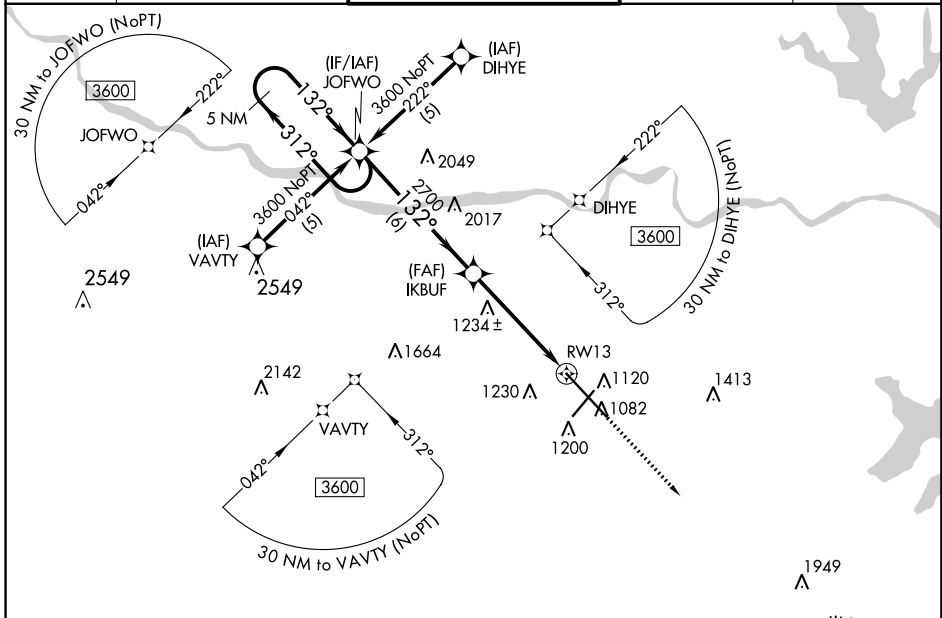 30 NM to JOFWO (NoPT)
3600
222°
JOFWO
042°
5 NM
132°
312°
(IF/IAF)
JOFWO
(IAF)
DIHYE
3600 NoPT
222°
(5)
2049
3600 NoPT
042°
(5)
2700
132°
(6)
2017
(IAF)
VAVTY
2549
2549
(FAF)
IKBUF
1234 ±
222°
DIHYE
3600
312°
30 NM to DIHYE (NoPT)
RW13
1664
2142
1230
1120
1082
1200
1413
VAVTY
042°
312°
3600
30 NM to VAVTY (NoPT)
1949